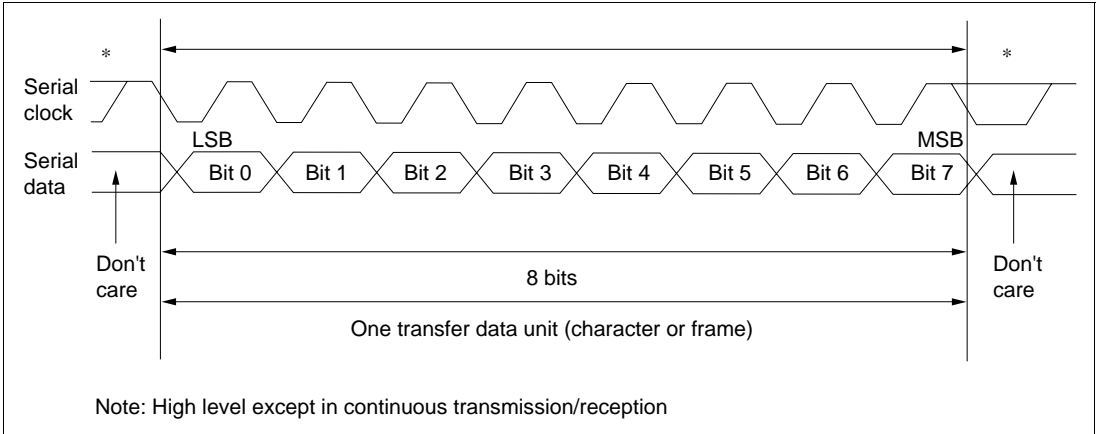 * *
Serial
clock
LSB MSB
Serial
data
Bit 0 Bit 1 Bit 2 Bit 3 Bit 4 Bit 5 Bit 6 Bit 7
Don't
care
8 bits
Don't
care
One transfer data unit (character or frame)
Note: High level except in continuous transmission/reception